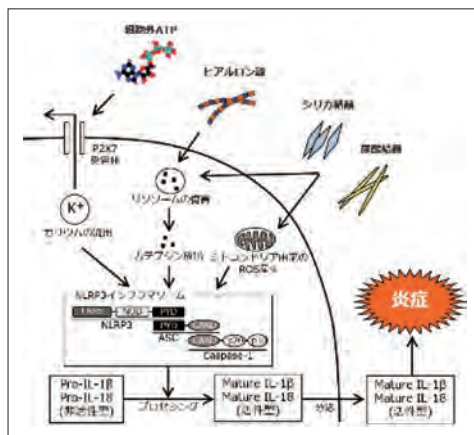 細胞外ATP
ヒアルロン酸
シリカ結晶
尿酸結晶
P2X7
受容体
K+
カリウムの流出
リソソームの損傷
カテプシン
ミトコンドリア由来の
ROS産生
NLRP3インフラマソーム
PYD
NLRP3
PYD
CARD
ASC
CARD
Caspase-1
炎症
Pro-IL-1β
Pro-IL-18
(非活性型)
プロセシング
Mature IL-1β
Mature IL-18
(活性型)
分泌
Mature IL-1β
Mature IL-18
(活性型)